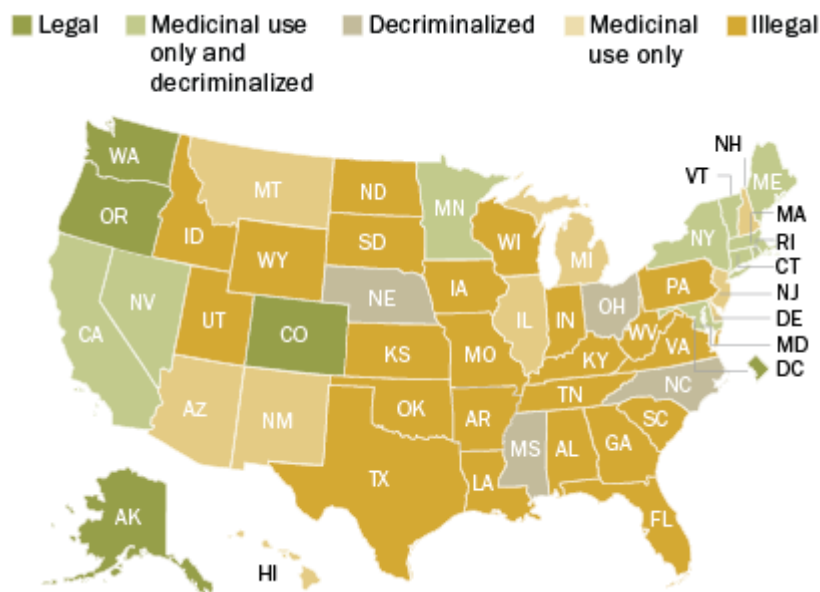 Legal
Medicinal use
only and
decriminalized
Decriminalized
Medicinal
use only
Illegal
WA
OR
CA
NV
ID
MT
WY
UT
CO
AZ
NM
ND
SD
NE
KS
OK
TX
MN
IA
MO
AR
LA
WI
IL
MI
IN
OH
KY
TN
MS
AL
GA
FL
SC
NC
VA
WV
PA
NY
ME
VT
NH
MA
RI
CT
NJ
DE
MD
DC
AK
HI